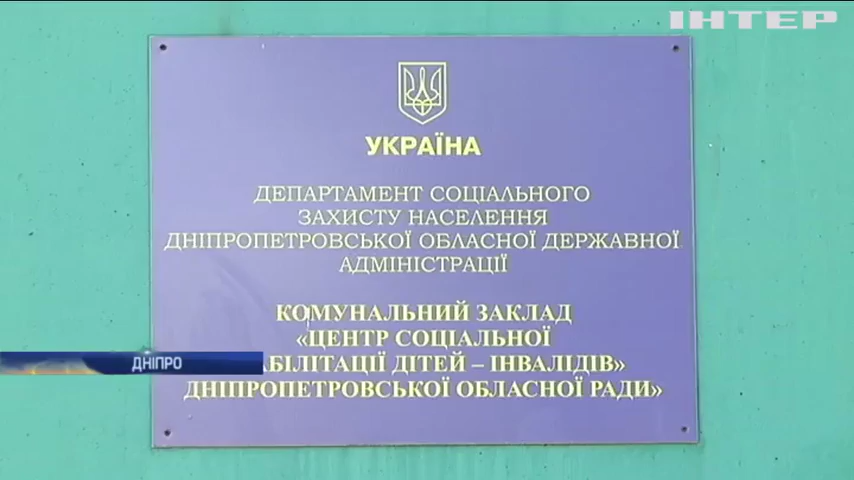 ІНТЕР
УКРАЇНА
ДЕПАРТАМЕНТ СОЦІАЛЬНОГО
ЗАХИСТУ НАСЕЛЕННЯ
ДНІПРОПЕТРОВСЬКОЇ ОБЛАСНОЇ ДЕРЖАВНОЇ
АДМІНІСТРАЦІЇ
КОМУНАЛЬНИЙ ЗАКЛАД
«ЦЕНТР СОЦІАЛЬНОЇ
ДНІПРО
АБІЛІТАЦІЇ ДІТЕЙ – ІНВАЛІДІВ»
ДНІПРОПЕТРОВСЬКОЇ ОБЛАСНОЇ РАДИ»